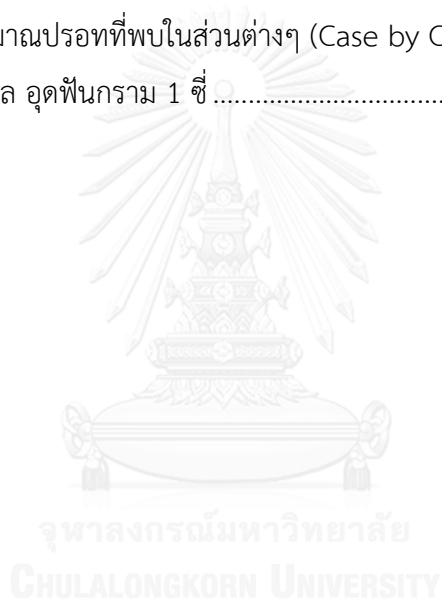 มาณปรอทที่พบในส่วนต่างๆ (Case by C
ล อุดฟันกราม 1 ซี่ ................................
จุฬาลงกรณ์มหาวิทยาลัย
CHULALONGKORN UNIVERSITY